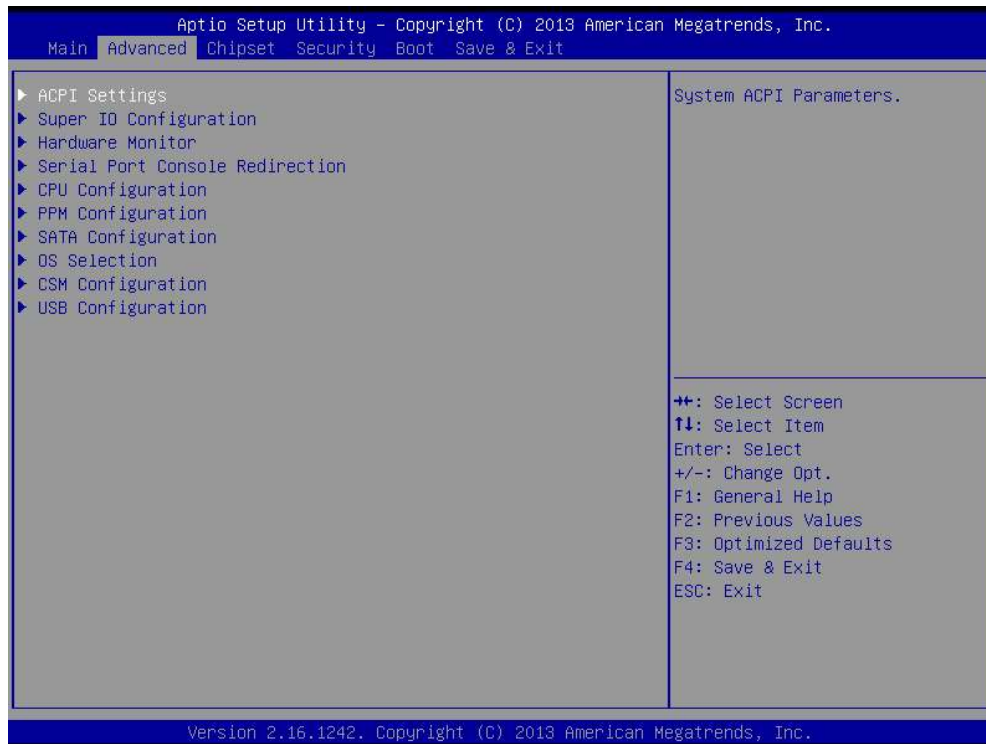 Aptio Setup Utility – Copyright (C) 2013 American Megatrends, Inc.
Main Advanced Chipset Security Boot Save & Exit
▶ ACPI Settings
▶ Super IO Configuration
▶ Hardware Monitor
▶ Serial Port Console Redirection
▶ CPU Configuration
▶ PPM Configuration
▶ SATA Configuration
▶ OS Selection
▶ CSM Configuration
▶ USB Configuration
System ACPI Parameters.
→←: Select Screen
↑↓: Select Item
Enter: Select
+/-: Change Opt.
F1: General Help
F2: Previous Values
F3: Optimized Defaults
F4: Save & Exit
ESC: Exit
Version 2.16.1242. Copyright (C) 2013 American Megatrends, Inc.